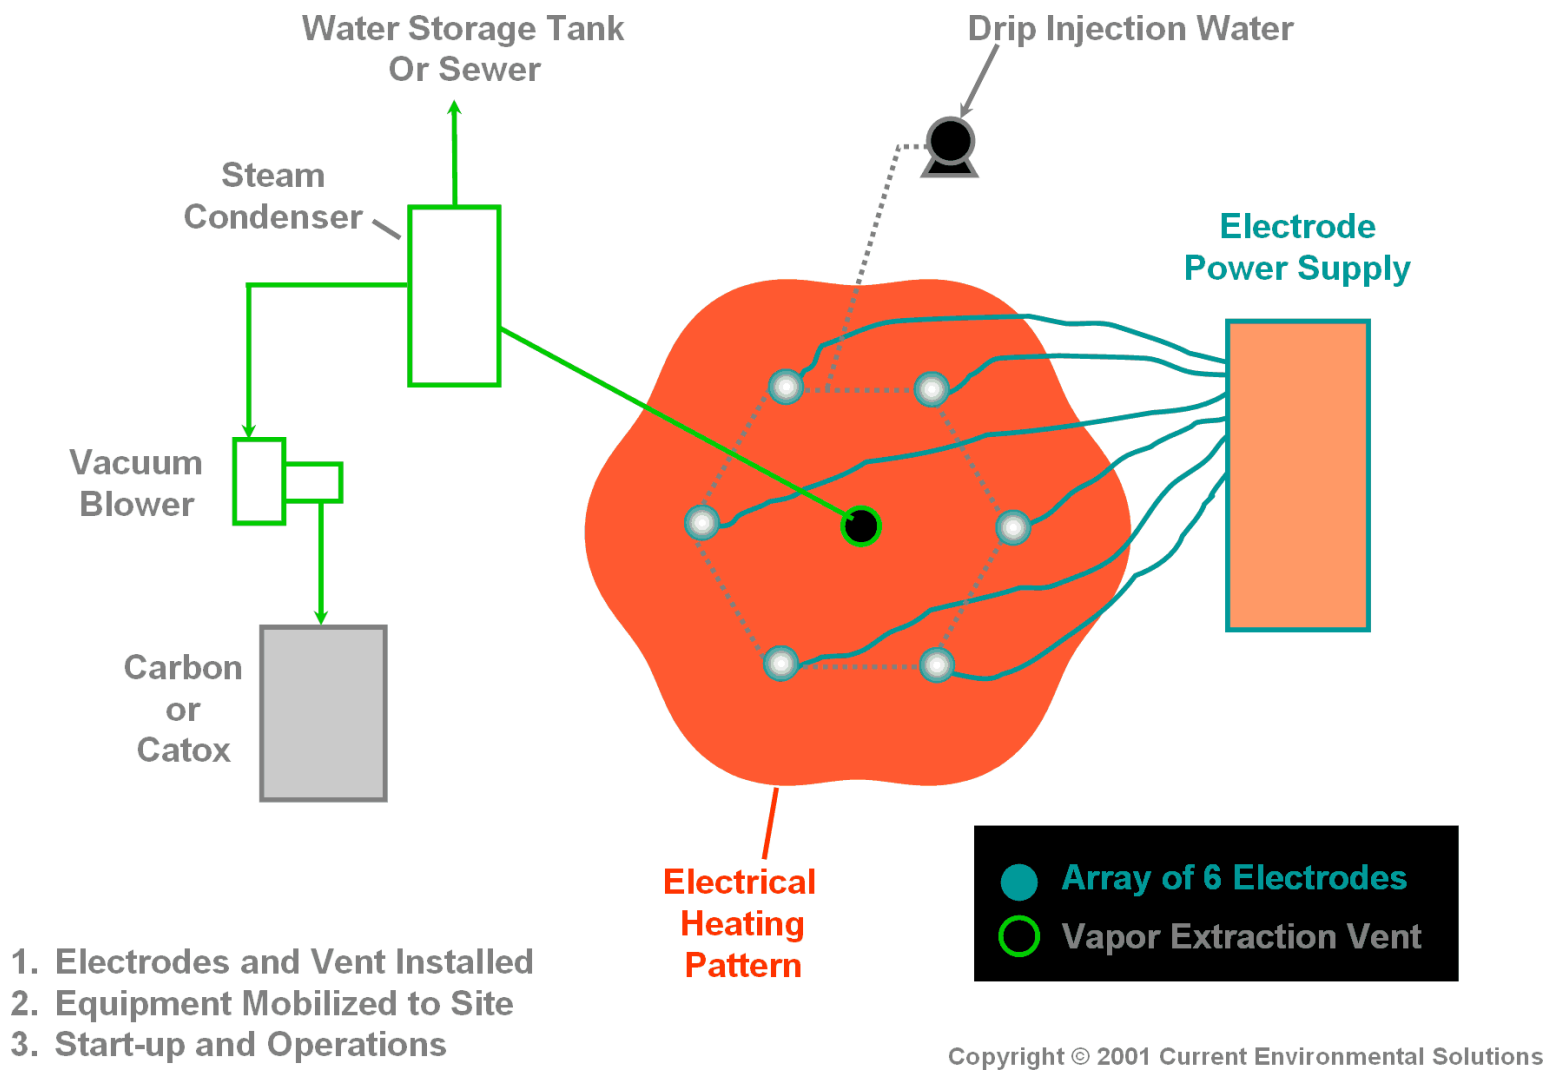 Water Storage Tank
Or Sewer
Drip Injection Water
Steam
Condenser
Electrode
Power Supply
Vacuum
Blower
Carbon
or
Catox
Electrical
Heating
Pattern
Array of 6 Electrodes
Vapor Extraction Vent
1. Electrodes and Vent Installed
2. Equipment Mobilized to Site
3. Start-up and Operations
Copyright © 2001 Current Environmental Solutions